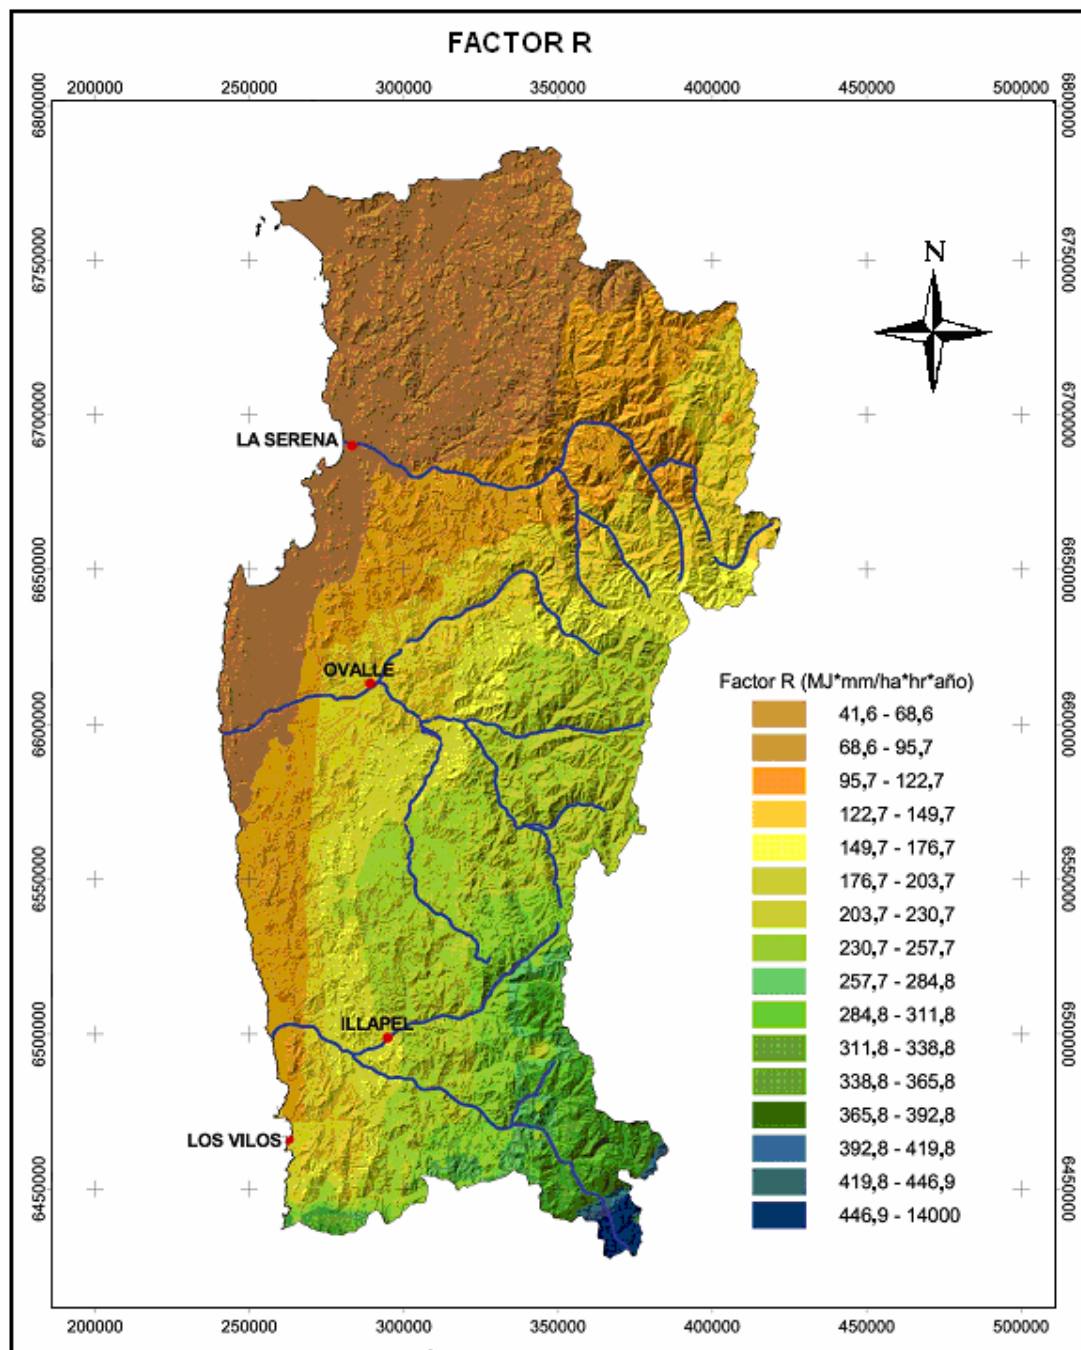 FACTOR R
200000 250000 300000 350000 400000 450000 500000
6800000 6800000
6750000 6750000
N
6700000 6700000
LA SERENA
6650000 6650000
OVALLE
Factor R (MJ*mm/ha*hr*año)
41,6 - 68,6
6600000 6600000
68,6 - 95,7
95,7 - 122,7
122,7 - 149,7
149,7 - 176,7
6550000 6550000
176,7 - 203,7
203,7 - 230,7
230,7 - 257,7
257,7 - 284,8
ILLAPEL
6500000 6500000
284,8 - 311,8
311,8 - 338,8
338,8 - 365,8
365,8 - 392,8
LOS VILOS
392,8 - 419,8
6450000 6450000
419,8 - 446,9
446,9 - 14000
200000 250000 300000 350000 400000 450000 500000